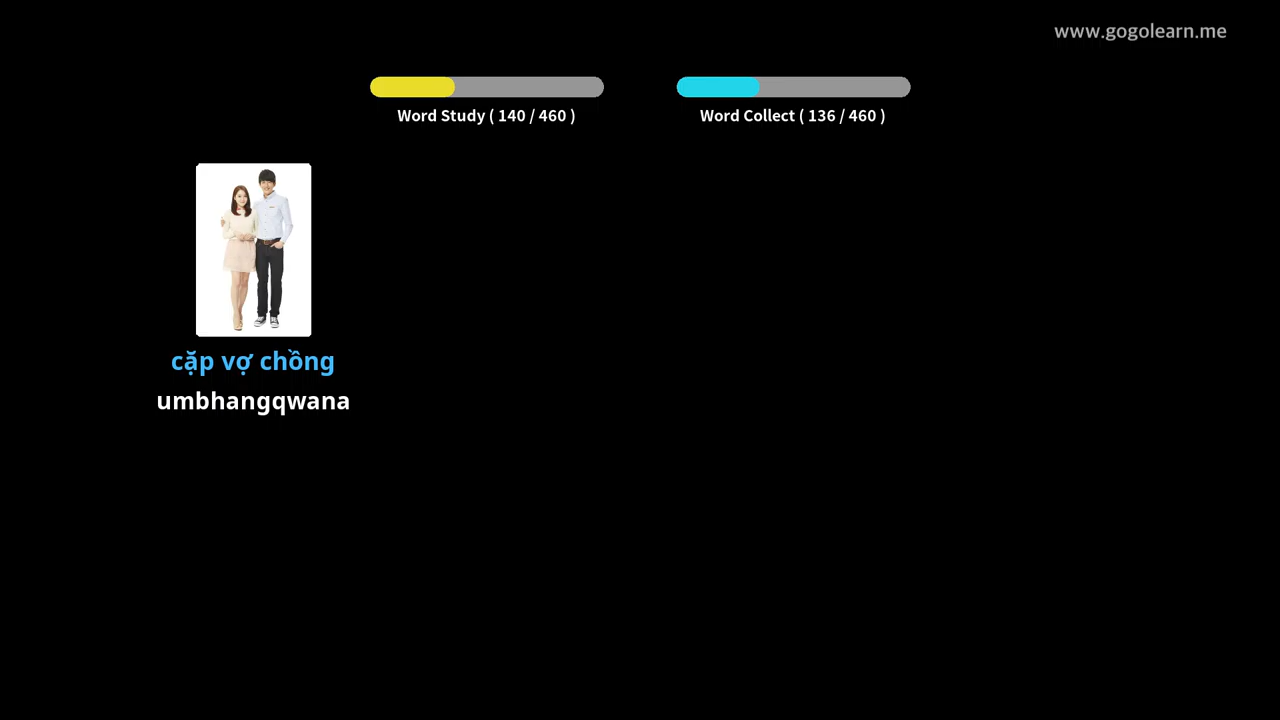 www.gogolearn.me
Word Study ( 140 / 460 )
Word Collect ( 136 / 460 )
cặp vợ chồng
umbhangqwana